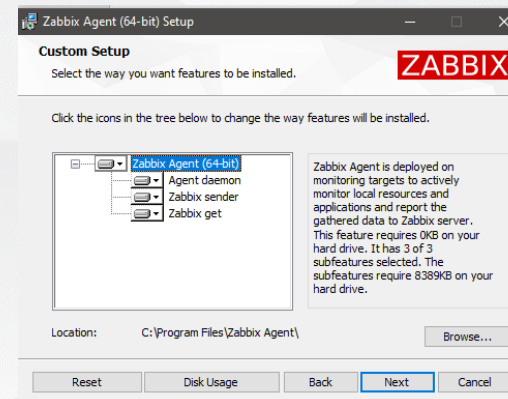 Zabbix Agent (64-bit) Setup
Custom Setup
Select the way you want features to be installed.
ZABBIX
Click the icons in the tree below to change the way features will be installed.
Zabbix Agent (64-bit)
Agent daemon
Zabbix sender
Zabbix get
Zabbix Agent is deployed on
monitoring targets to actively
monitor local resources and
applications and report the
gathered data to Zabbix server.
This feature requires 0KB on your
hard drive. It has 3 of 3
subfeatures selected. The
subfeatures require 8389KB on your
hard drive.
Location: C:\Program Files\Zabbix Agent\
Browse...
Reset Disk Usage Back Next Cancel